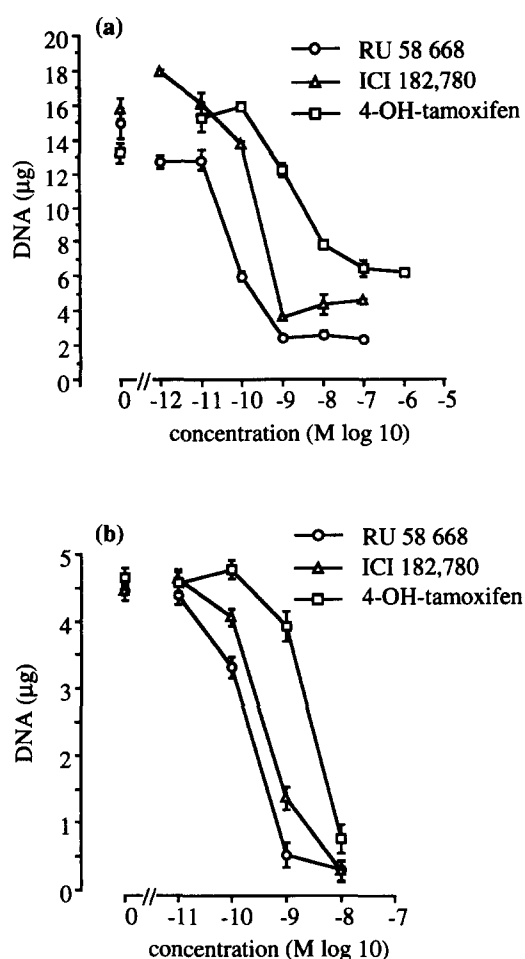 (a)
RU 58 668
ICI 182,780
4-OH-tamoxifen
DNA (µg)
20
18
16
14
12
10
8
6
4
2
0
0 // -12 -11 -10 -9 -8 -7 -6 -5
concentration (M log 10)
(b)
RU 58 668
ICI 182,780
4-OH-tamoxifen
DNA (µg)
5
4
3
2
1
0
0 // -11 -10 -9 -8 -7
concentration (M log 10)